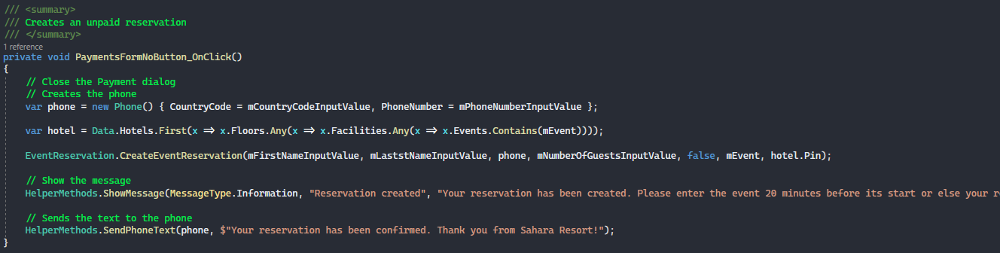 /// <summary>
/// Creates an unpaid reservation
/// </summary>
1 reference
private void PaymentsFormNoButton_OnClick()
{
// Close the Payment dialog
// Creates the phone
var phone = new Phone() { CountryCode = mCountryCodeInputValue, PhoneNumber = mPhoneNumberInputValue };
var hotel = Data.Hotels.First(x => x.Floors.Any(x => x.Facilities.Any(x => x.Events.Contains(mEvent))));
EventReservation.CreateEventReservation(mFirstNameInputValue, mLaststNameInputValue, phone, mNumberOfGuestsInputValue, false, mEvent, hotel.Pin);
// Show the message
HelperMethods.ShowMessage(MessageType.Information, "Reservation created", "Your reservation has been created. Please enter the event 20 minutes before its start or else your
// Sends the text to the phone
HelperMethods.SendPhoneText(phone, $"Your reservation has been confirmed. Thank you from Sahara Resort!");
}